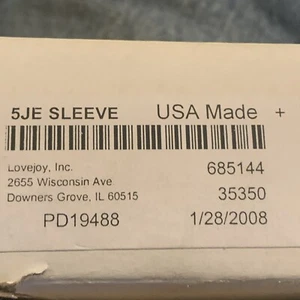 5JE SLEEVE USA Made +
Lovejoy, Inc. 685144
2655 Wisconsin Ave
Downers Grove, IL 60515 35350
PD19488 1/28/2008